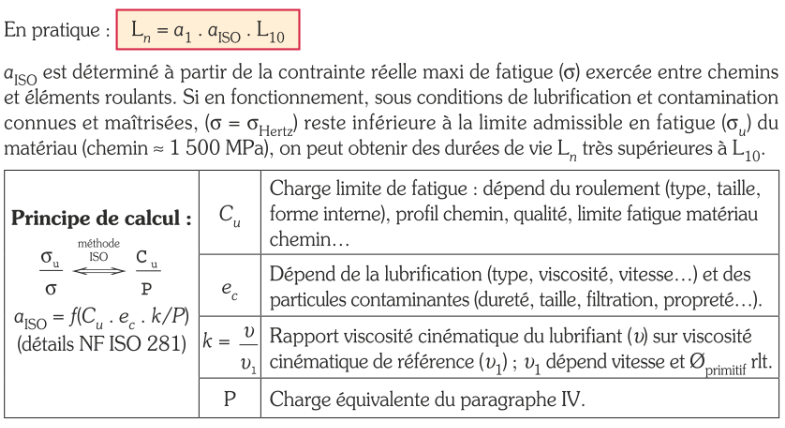 En pratique : Lₙ = a₁ . a_ISO . L₁₀
a_ISO est déterminé à partir de la contrainte réelle maxi de fatigue (σ) exercée entre chemins
et éléments roulants. Si en fonctionnement, sous conditions de lubrification et contamination
connues et maîtrisées, (σ = σ_Hertz) reste inférieure à la limite admissible en fatigue (σ_u) du
matériau (chemin ≈ 1 500 MPa), on peut obtenir des durées de vie Lₙ très supérieures à L₁₀.
Principe de calcul :
σ_u / σ ⟺ C_u / P
méthode
ISO
a_ISO = f(C_u . e_c . k/P)
(détails NF ISO 281)
C_u
Charge limite de fatigue : dépend du roulement (type, taille,
forme interne), profil chemin, qualité, limite fatigue matériau
chemin…
e_c
Dépend de la lubrification (type, viscosité, vitesse…) et des
particules contaminantes (dureté, taille, filtration, propreté…).
k = υ / υ₁
Rapport viscosité cinématique du lubrifiant (υ) sur viscosité
cinématique de référence (υ₁) ; υ₁ dépend vitesse et Ø_primitif rlt.
P
Charge équivalente du paragraphe IV.